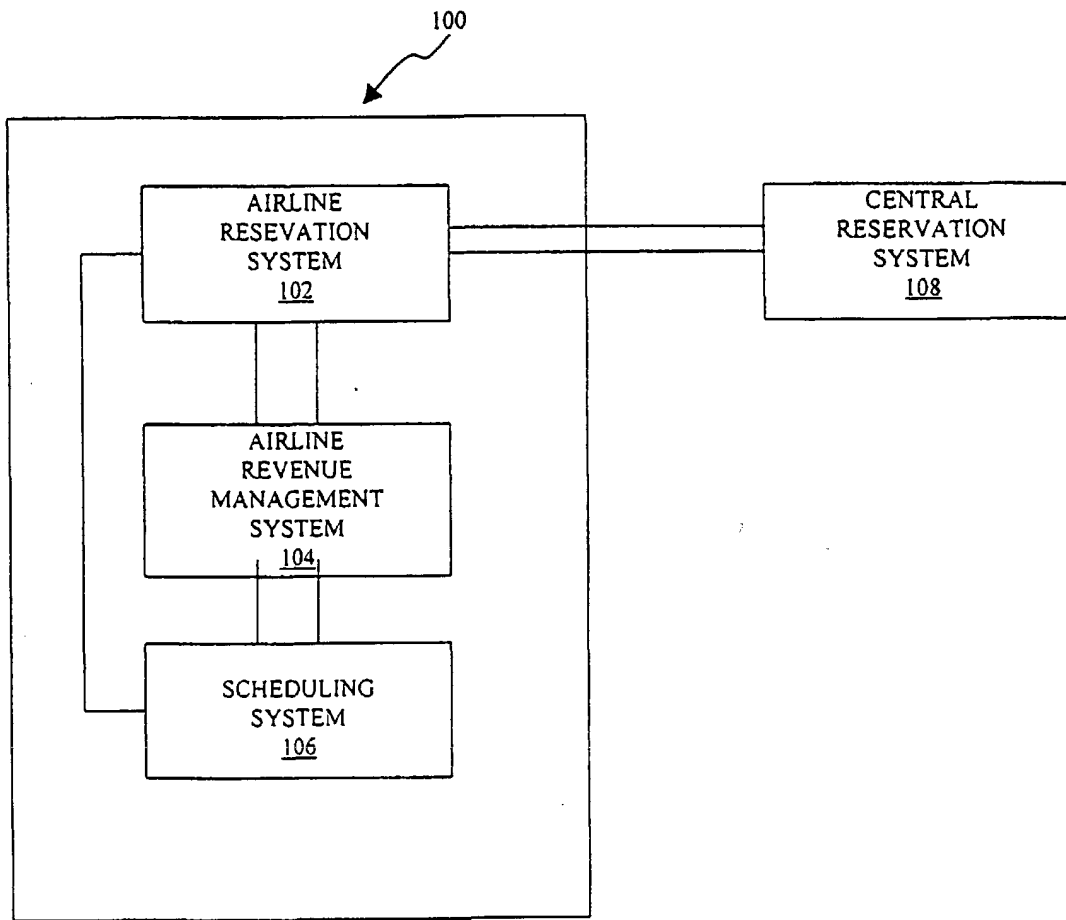 100
AIRLINE
RESEVATION
SYSTEM
102
CENTRAL
RESERVATION
SYSTEM
108
AIRLINE
REVENUE
MANAGEMENT
SYSTEM
104
SCHEDULING
SYSTEM
106